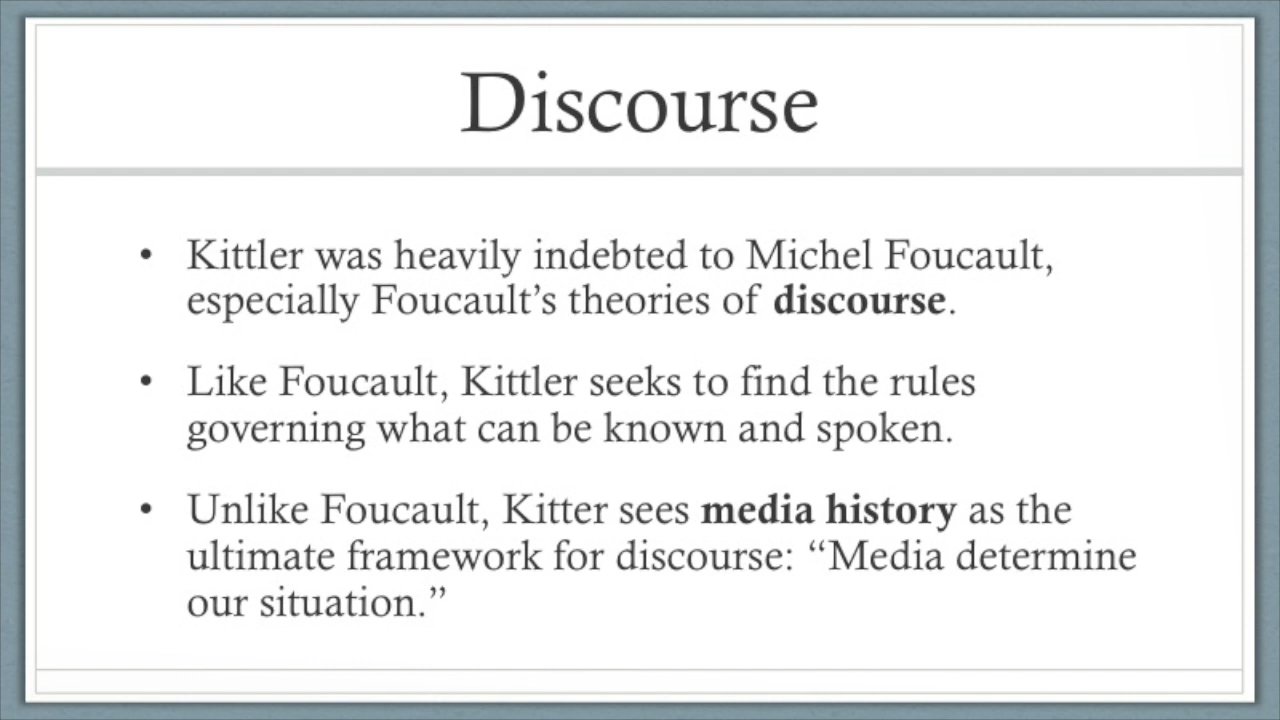 Discourse
• Kittler was heavily indebted to Michel Foucault,
especially Foucault’s theories of discourse.
• Like Foucault, Kittler seeks to find the rules
governing what can be known and spoken.
• Unlike Foucault, Kitter sees media history as the
ultimate framework for discourse: “Media determine
our situation.”